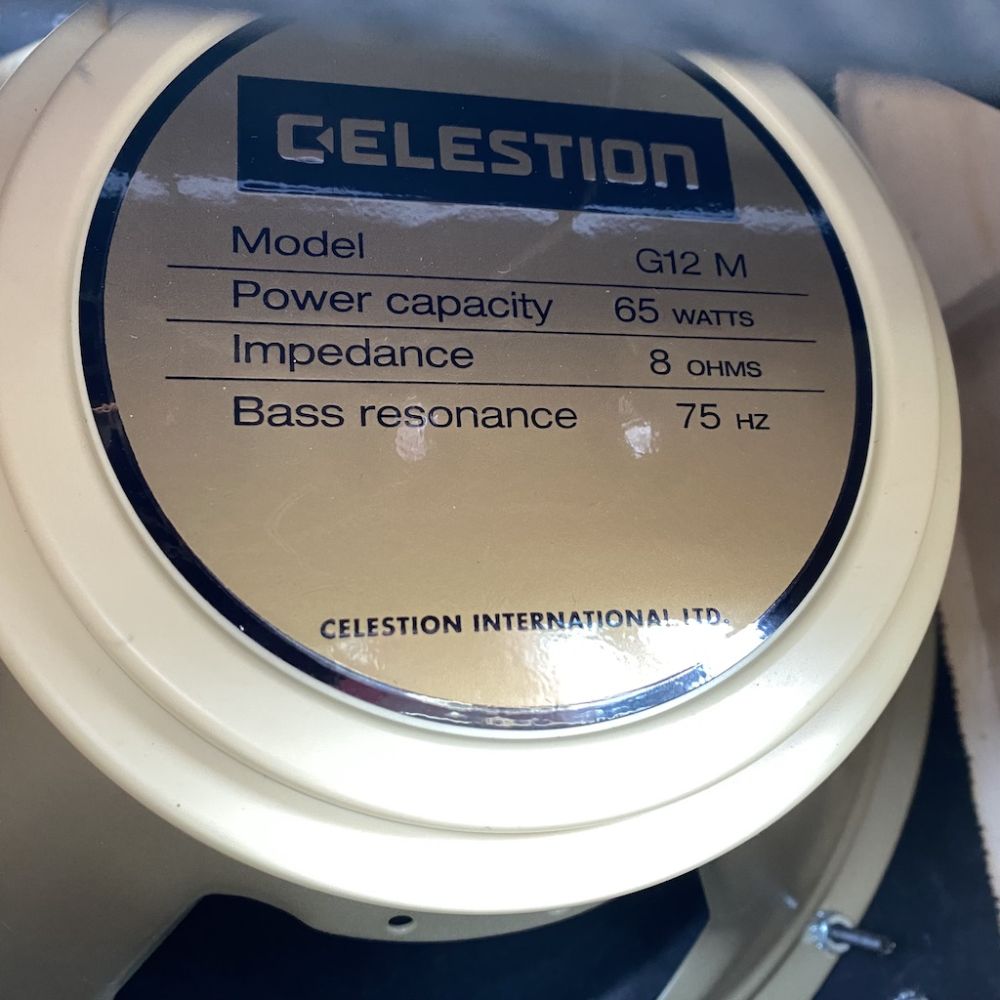 CELESTION
Model G12 M
Power capacity 65 WATTS
Impedance 8 OHMS
Bass resonance 75 HZ
CELESTION INTERNATIONAL LTD.